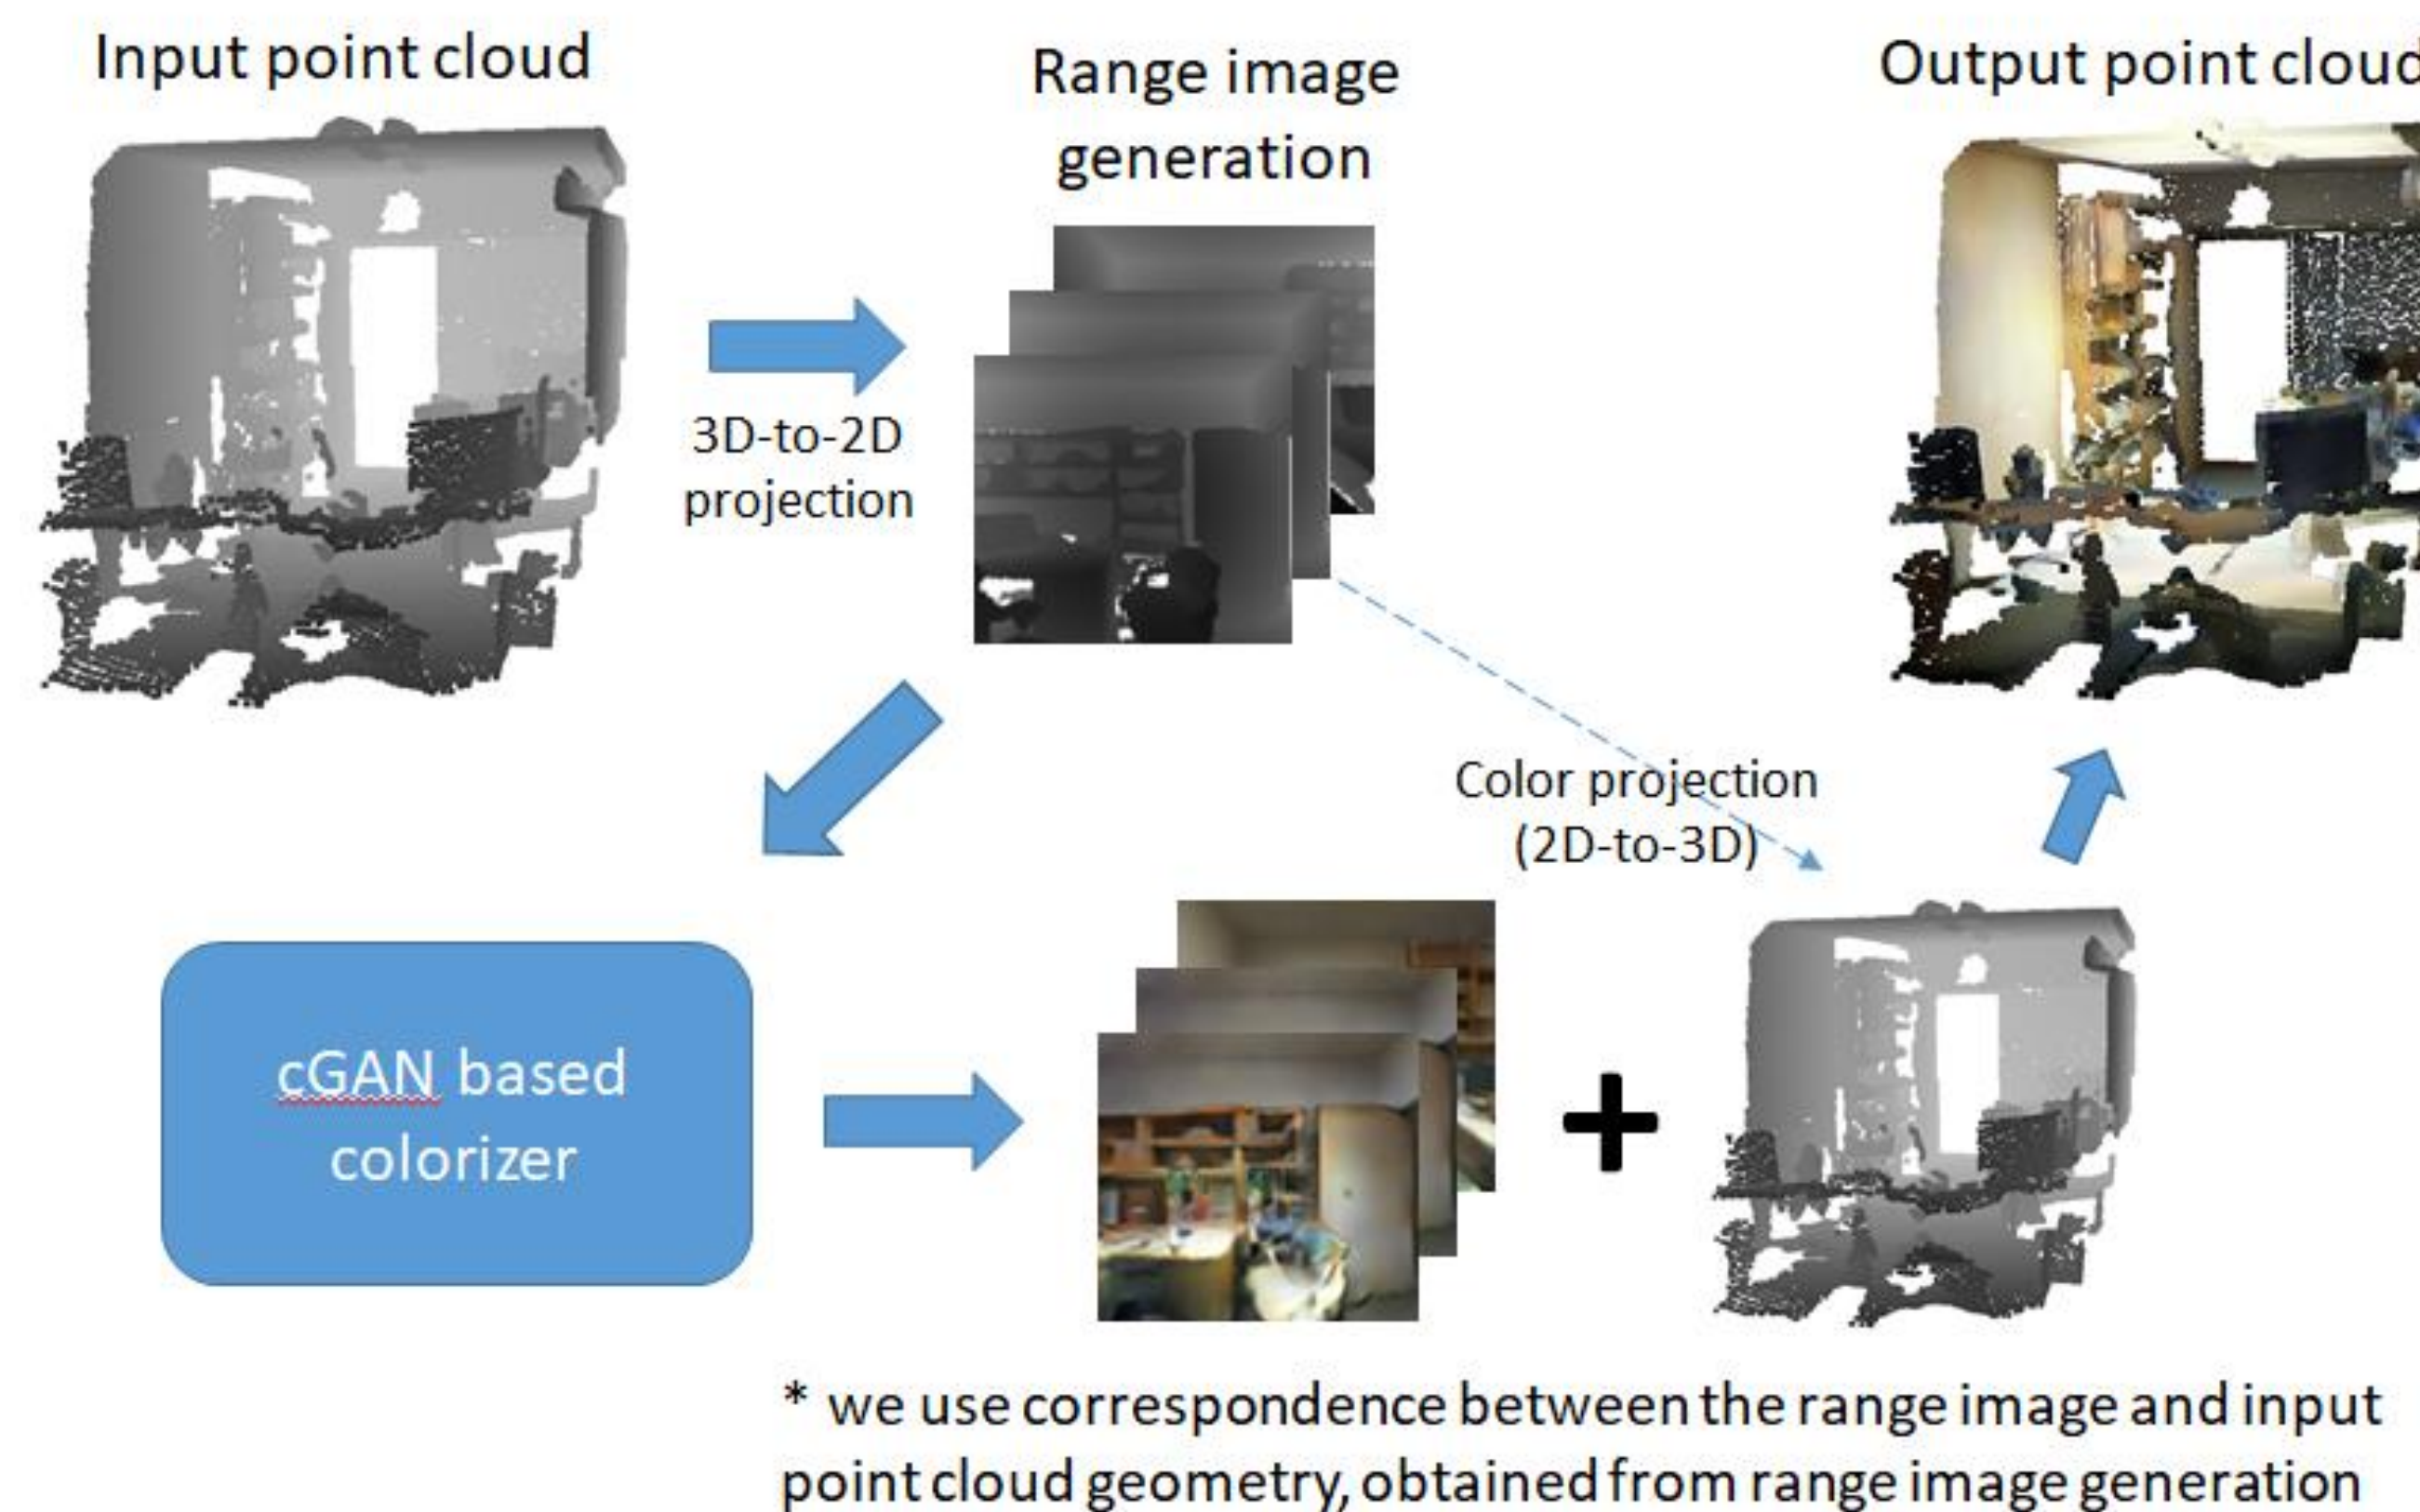 Input point cloud
Range image
generation
Output point cloud
3D-to-2D
projection
Color projection
(2D-to-3D)
cGAN based
colorizer
* we use correspondence between the range image and input
point cloud geometry, obtained from range image generation